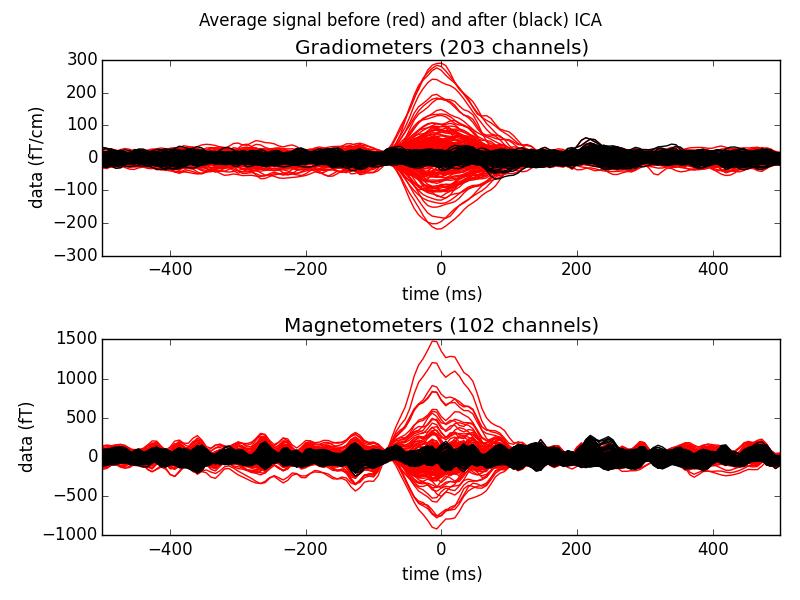 Average signal before (red) and after (black) ICA
Gradiometers (203 channels)
300
200
100
0
−100
−200
−300
data (fT/cm)
−400 −200 0 200 400
time (ms)
Magnetometers (102 channels)
1500
1000
500
0
−500
−1000
data (fT)
−400 −200 0 200 400
time (ms)